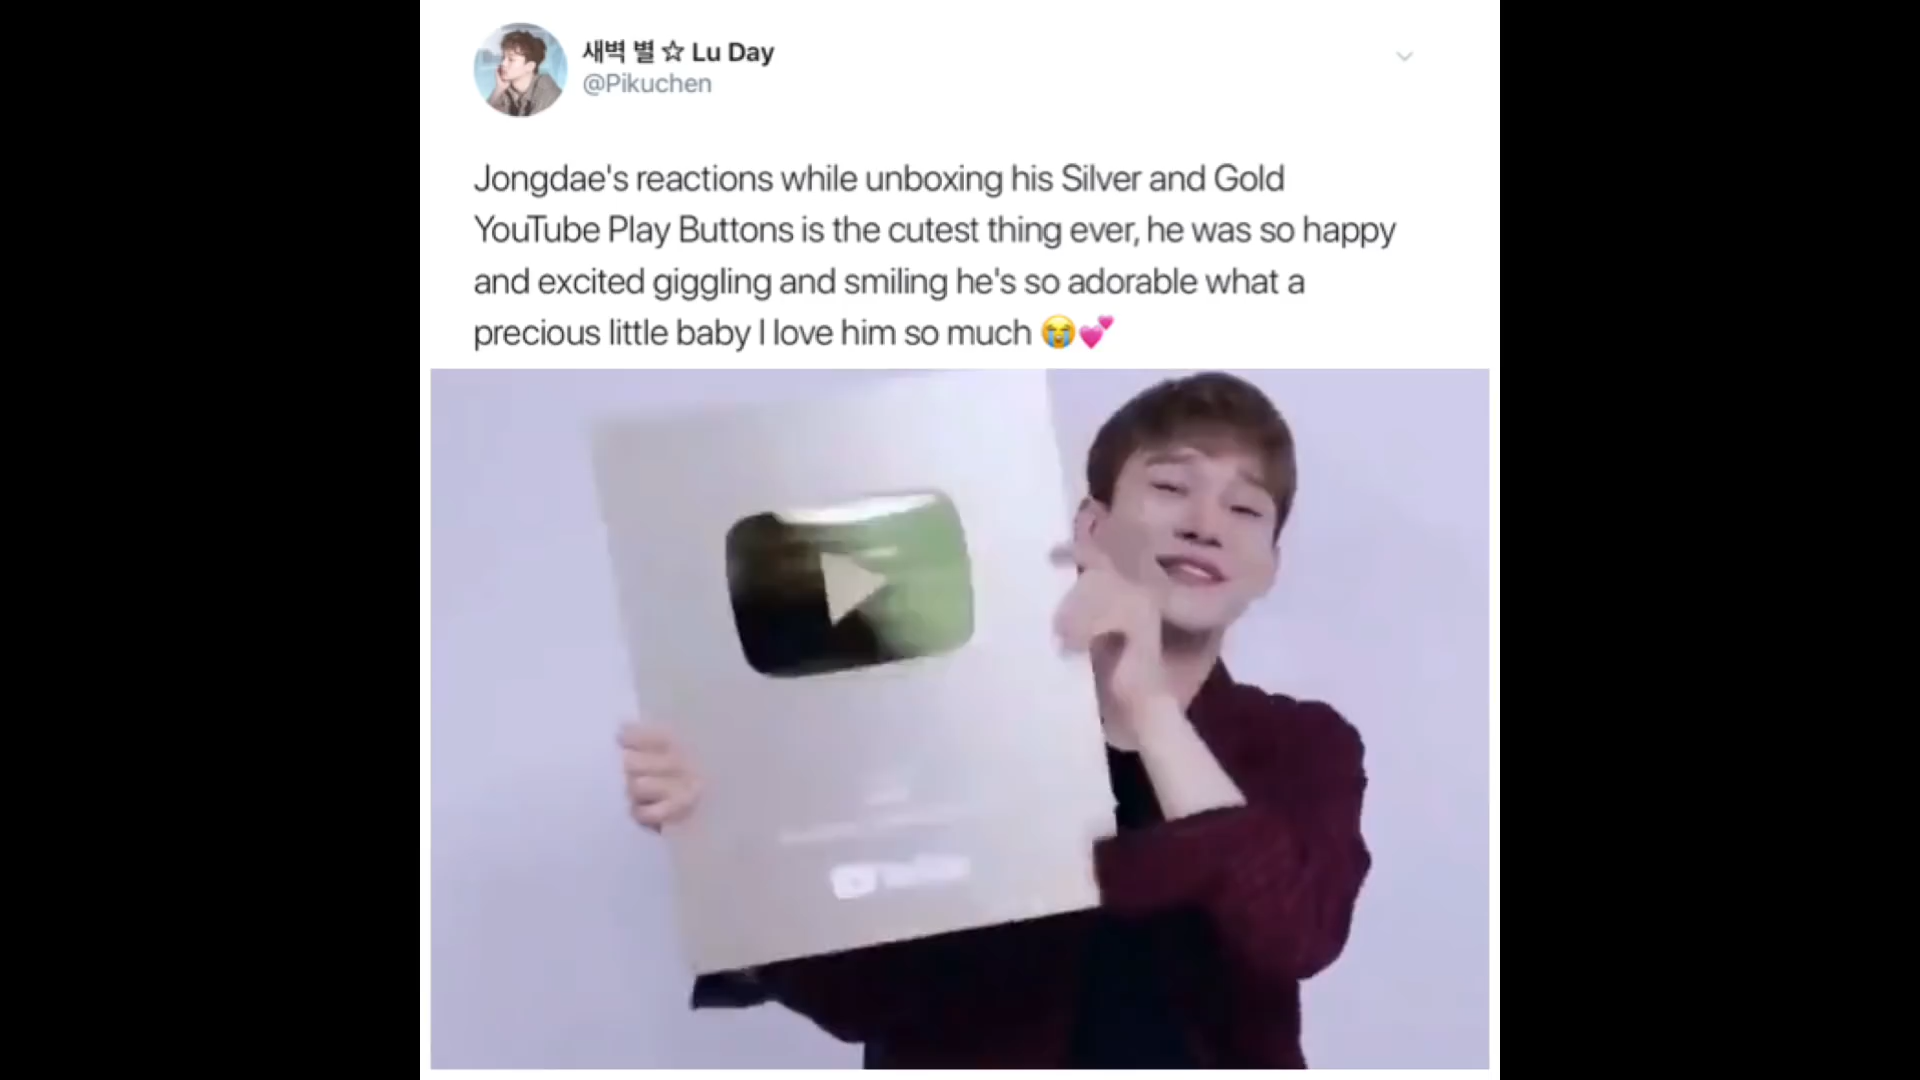 새벽 별☆ Lu Day
@Pikuchen
Jongdae's reactions while unboxing his Silver and Gold
YouTube Play Buttons is the cutest thing ever, he was so happy
and excited giggling and smiling he's so adorable what a
precious little baby I love him so much 😭💕
YouTube